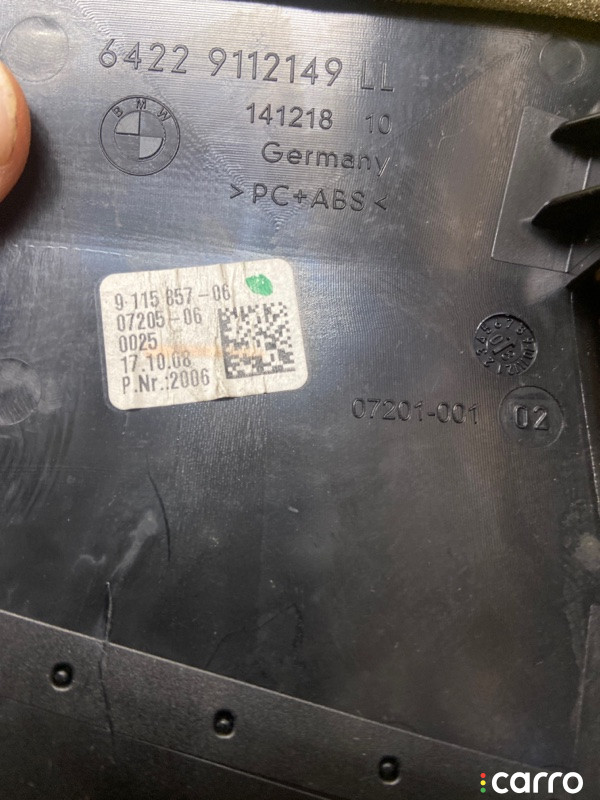 6422 9112149 LL
BMW
141218 10
Germany
>PC+ABS<
9 115 857-06
07205-06
0025
17.10.08
P.Nr.:2006
07201-001 02
carro